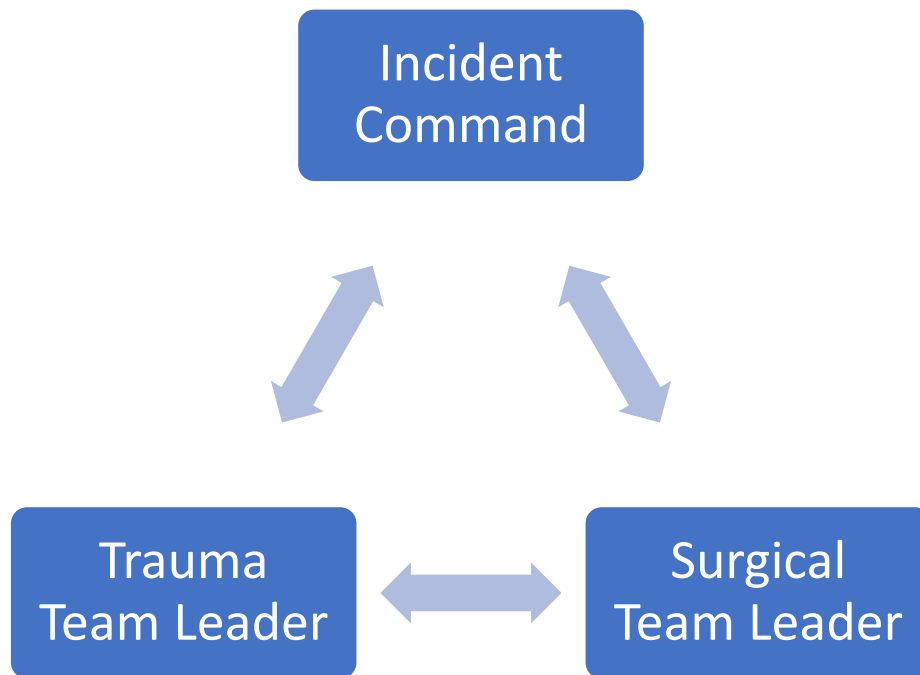 Incident
Command
Trauma
Team Leader
Surgical
Team Leader